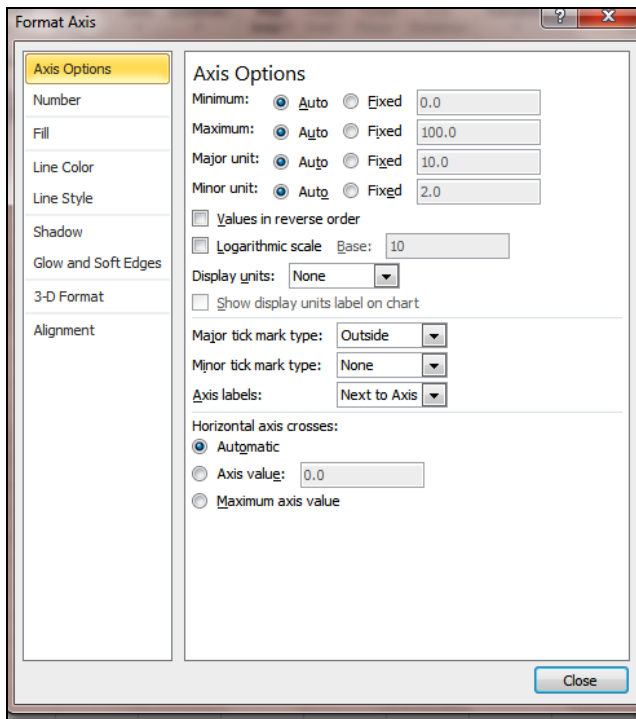 Format Axis
?
X
Axis Options
Number
Fill
Line Color
Line Style
Shadow
Glow and Soft Edges
3-D Format
Alignment
Axis Options
Minimum: Auto Fixed 0.0
Maximum: Auto Fixed 100.0
Major unit: Auto Fixed 10.0
Minor unit: Auto Fixed 2.0
Values in reverse order
Logarithmic scale Base: 10
Display units: None
Show display units label on chart
Major tick mark type: Outside
Minor tick mark type: None
Axis labels: Next to Axis
Horizontal axis crosses:
Automatic
Axis value: 0.0
Maximum axis value
Close